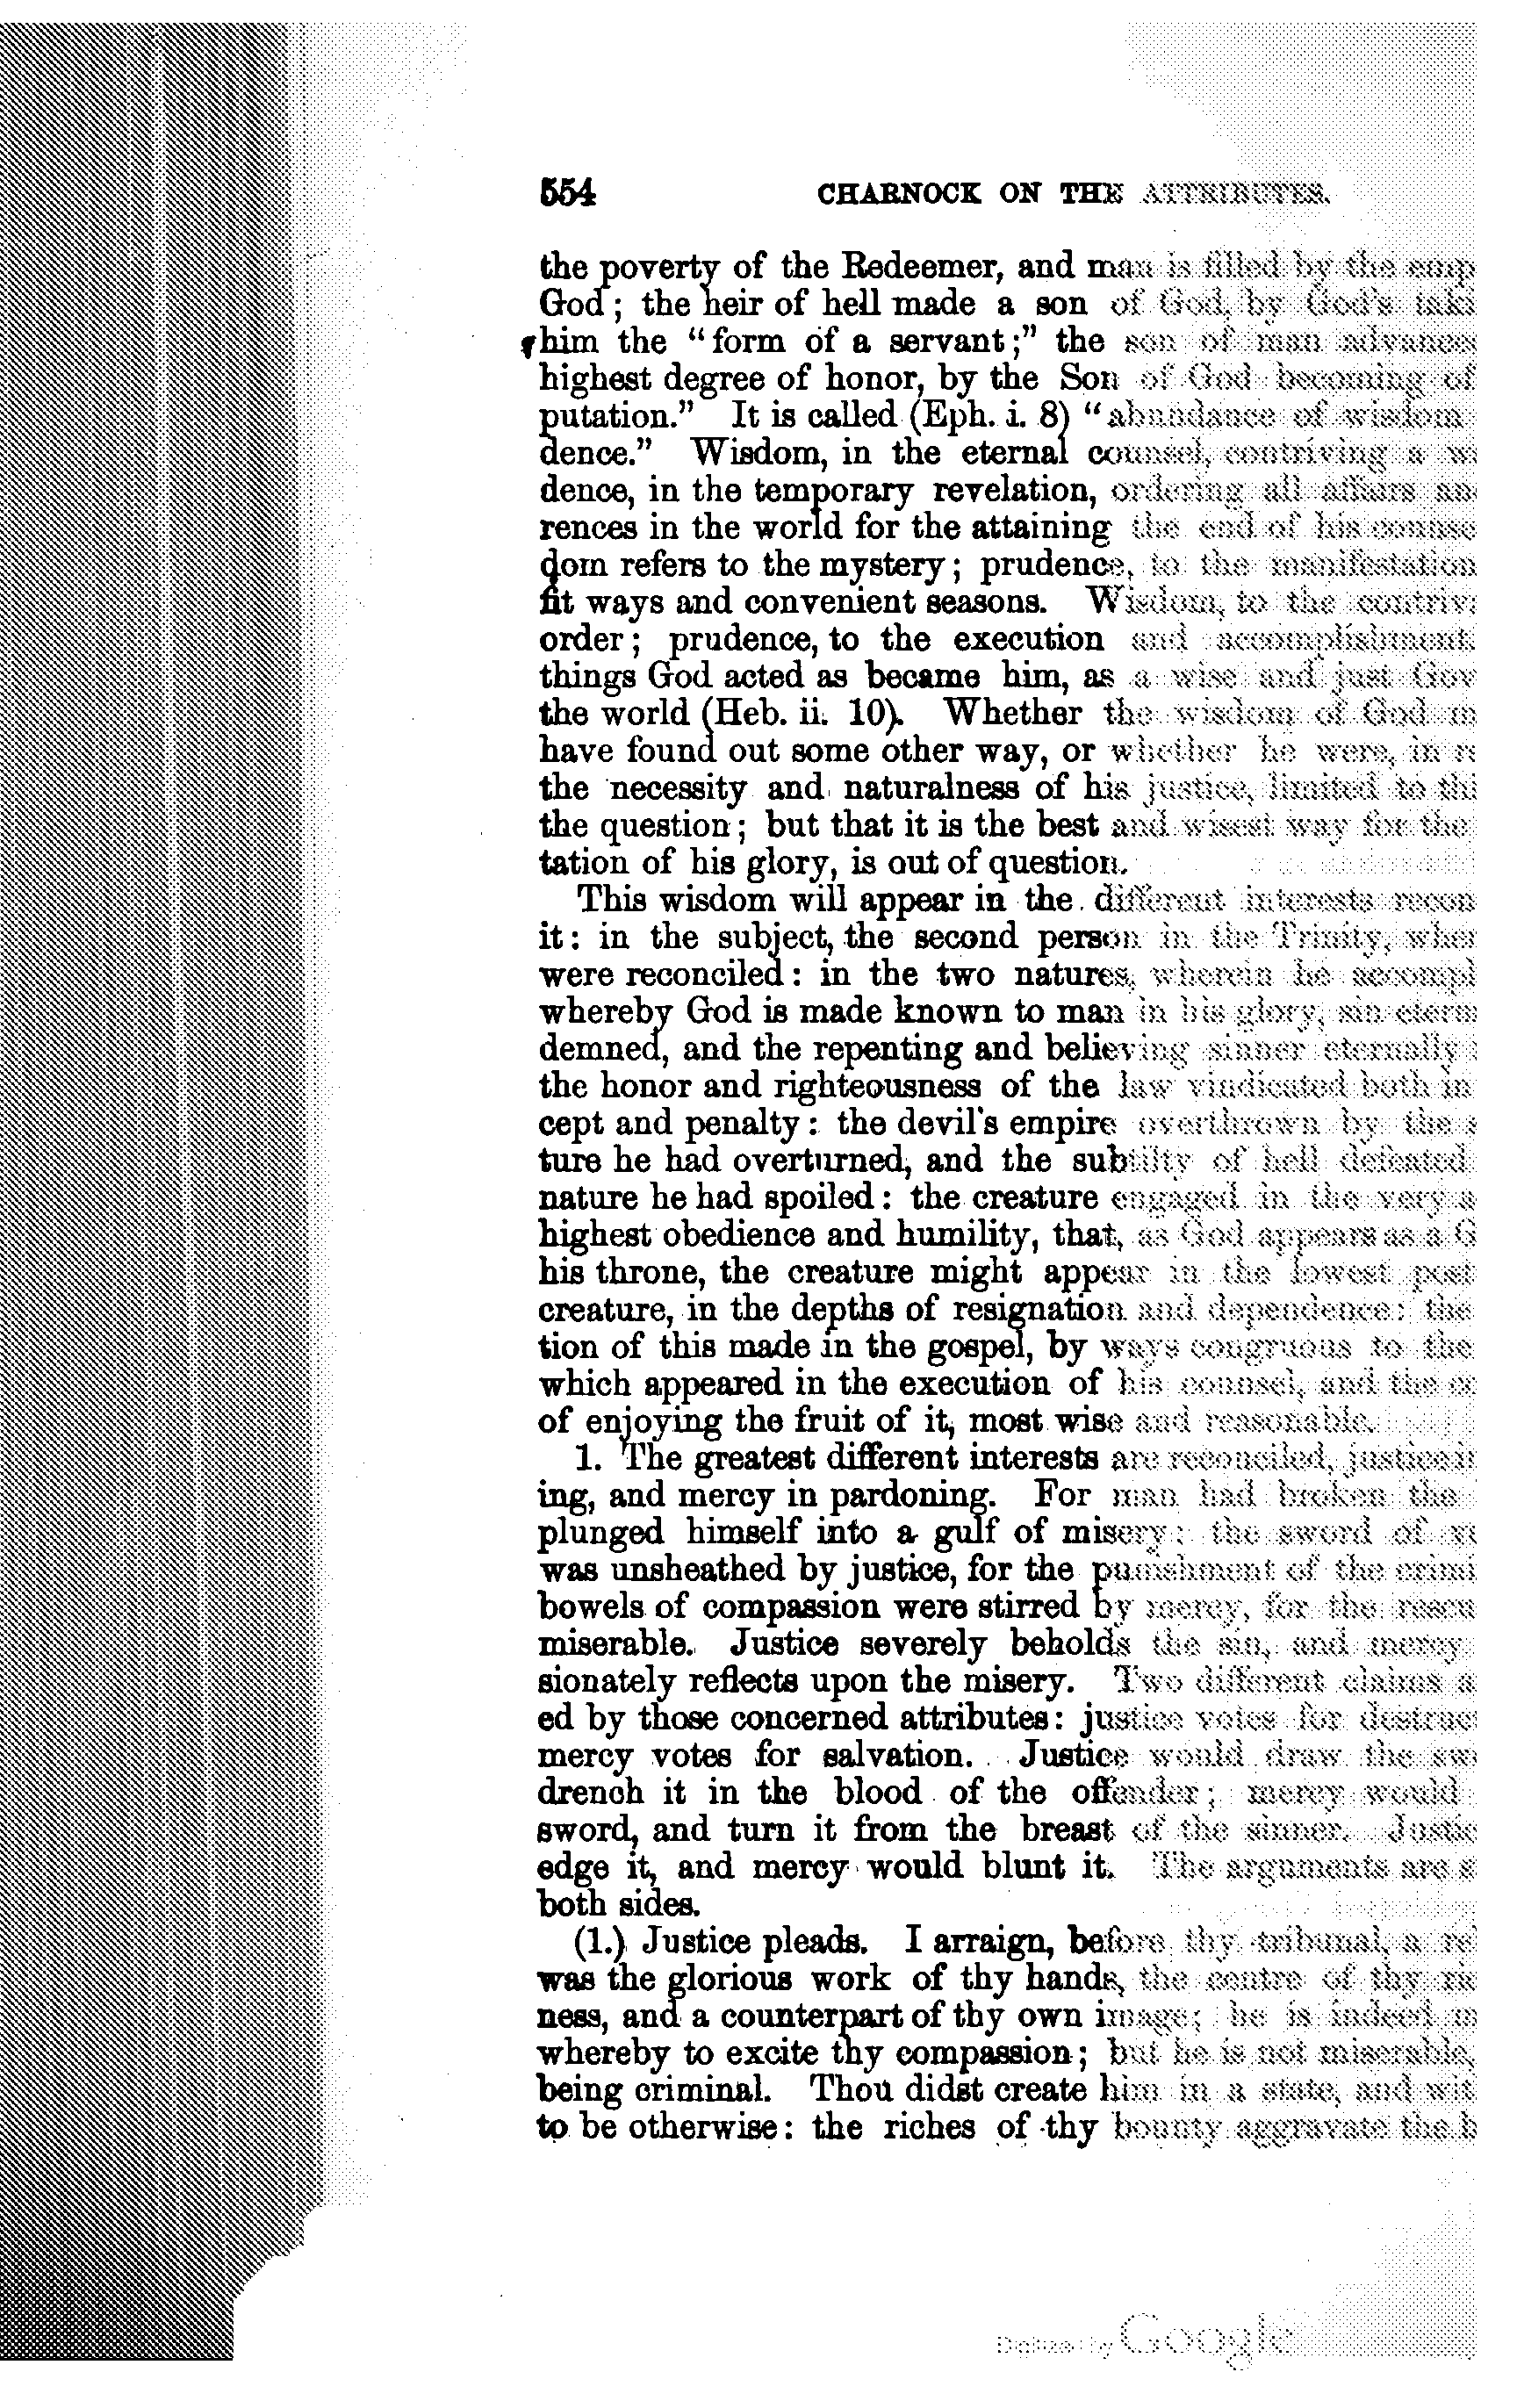 554 CHARNOCK ON THE ATTRIBUTES.
the poverty of the Redeemer, and man is filled by the emp
God; the heir of hell made a son of God, by God's taki
him the "form of a servant;" the son of man advanced
highest degree of honor, by the Son of God becoming of
putation." It is called (Eph. i. 8) "abundance of wisdom
dence." Wisdom, in the eternal counsel, contriving a w
dence, in the temporary revelation, ordering all affairs an
rences in the world for the attaining the end of his counse
dom refers to the mystery; prudence, to the manifestation
fit ways and convenient seasons. Wisdom, to the contriv
order; prudence, to the execution and accomplishment
things God acted as became him, as a wise and just Gov
the world (Heb. ii. 10). Whether the wisdom of God m
have found out some other way, or whether he were, in r
the necessity and naturalness of his justice, limited to thi
the question; but that it is the best and wisest way for the
tation of his glory, is out of question.
This wisdom will appear in the different interests recon
it: in the subject, the second person in the Trinity, wher
were reconciled: in the two natures, wherein he accompl
whereby God is made known to man in his glory, sin etern
demned, and the repenting and believing sinner eternally
the honor and righteousness of the law vindicated both in
cept and penalty: the devil's empire overthrown by the s
ture he had overturned, and the subtilty of hell defeated
nature he had spoiled: the creature engaged in the very a
highest obedience and humility, that, as God appears as a G
his throne, the creature might appear in the lowest post
creature, in the depths of resignation and dependence: the
tion of this made in the gospel, by ways congruous to the
which appeared in the execution of his counsel, and the
of enjoying the fruit of it, most wise and reasonable.
1. The greatest different interests are reconciled, justice i
ing, and mercy in pardoning. For man had broken the
plunged himself into a gulf of misery: the sword of v
was unsheathed by justice, for the punishment of the crimi
bowels of compassion were stirred by mercy, for the rescu
miserable. Justice severely beholds the sin, and mercy
sionately reflects upon the misery. Two different claims a
ed by those concerned attributes: justice votes for destruc
mercy votes for salvation. Justice would draw the sw
drench it in the blood of the offender; mercy would
sword, and turn it from the breast of the sinner. Justic
edge it, and mercy would blunt it. The arguments are s
both sides.
(1.) Justice pleads. I arraign, before thy tribunal, a re
was the glorious work of thy hands, the centre of thy ric
ness, and a counterpart of thy own image; he is indeed m
whereby to excite thy compassion; but he is not miserable,
being criminal. Thou didst create him in a state, and wit
to be otherwise: the riches of thy bounty aggravate the b
Digitized by Google